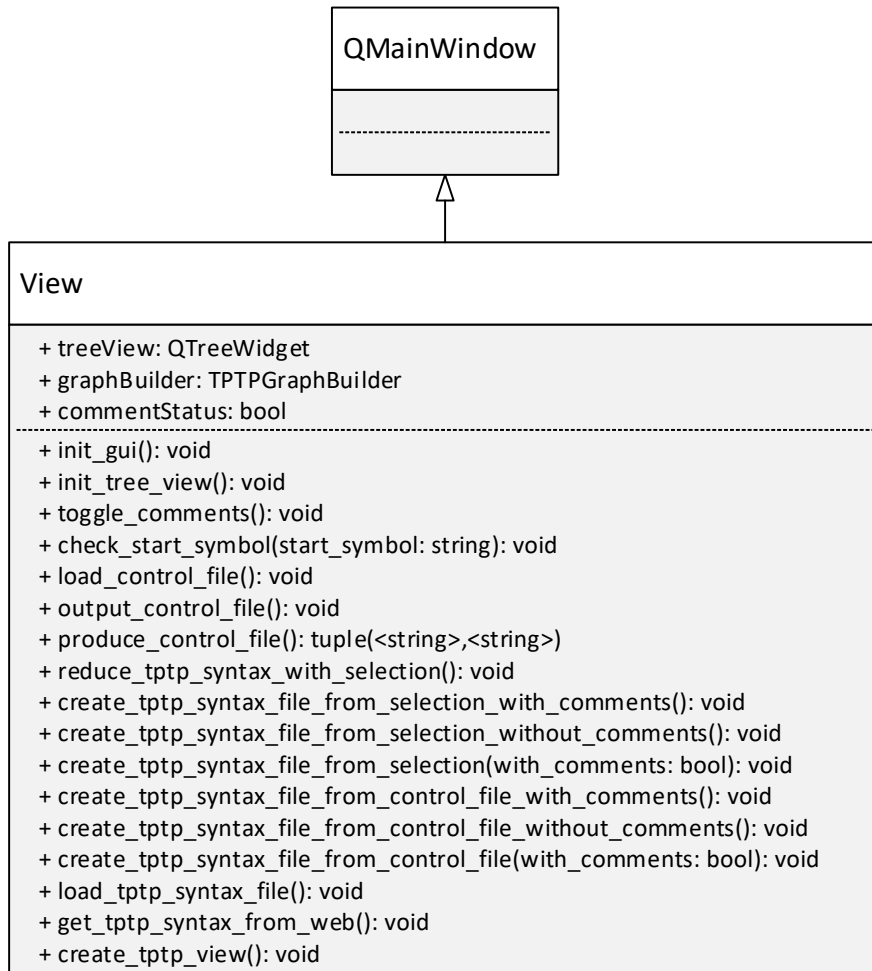 QMainWindow
View
+ treeView: QTreeWidget
+ graphBuilder: TPTPGraphBuilder
+ commentStatus: bool
+ init_gui(): void
+ init_tree_view(): void
+ toggle_comments(): void
+ check_start_symbol(start_symbol: string): void
+ load_control_file(): void
+ output_control_file(): void
+ produce_control_file(): tuple(<string>,<string>)
+ reduce_tptp_syntax_with_selection(): void
+ create_tptp_syntax_file_from_selection_with_comments(): void
+ create_tptp_syntax_file_from_selection_without_comments(): void
+ create_tptp_syntax_file_from_selection(with_comments: bool): void
+ create_tptp_syntax_file_from_control_file_with_comments(): void
+ create_tptp_syntax_file_from_control_file_without_comments(): void
+ create_tptp_syntax_file_from_control_file(with_comments: bool): void
+ load_tptp_syntax_file(): void
+ get_tptp_syntax_from_web(): void
+ create_tptp_view(): void